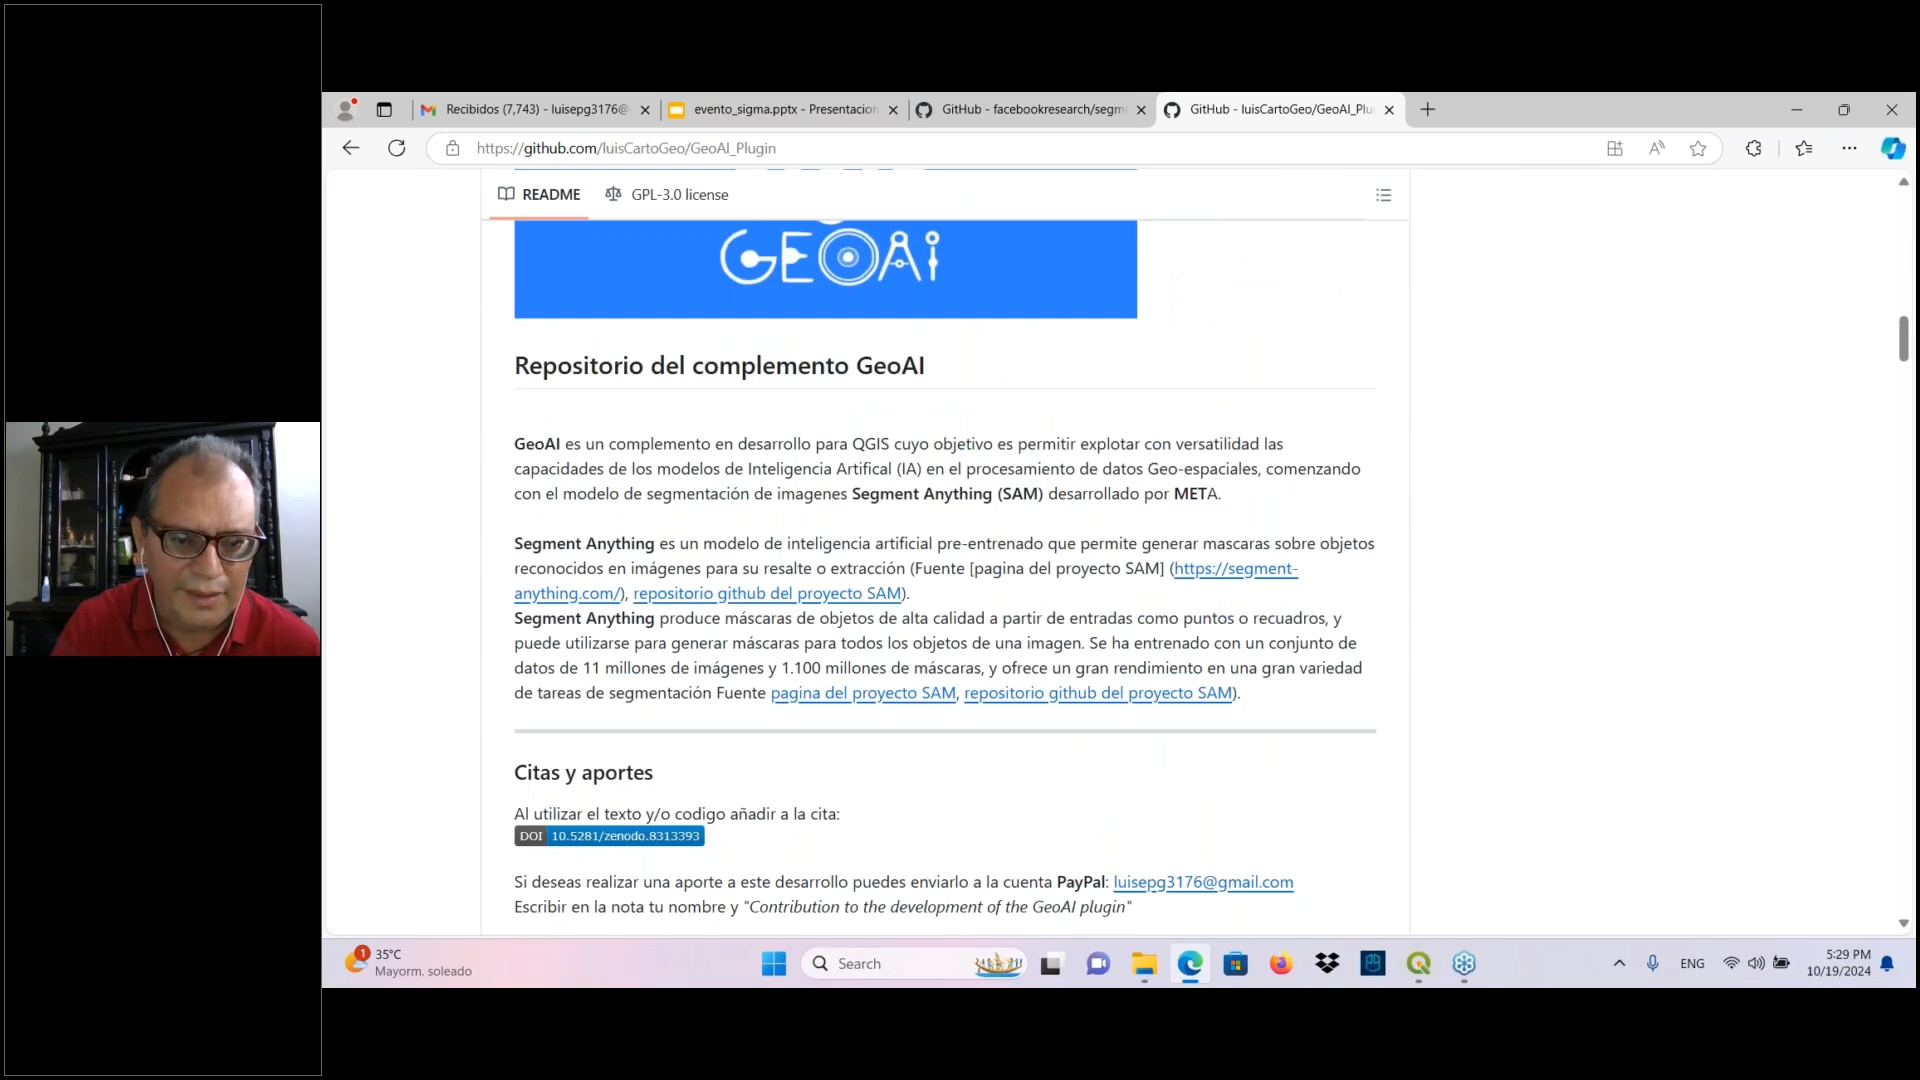 Recibidos (7,743) - luisepg3176@
evento_sigma.pptx - Presentacion
GitHub - facebookresearch/segm
GitHub - luisCartoGeo/GeoAI_Plu
https://github.com/luisCartoGeo/GeoAI_Plugin
README
GPL-3.0 license
GEOAi
Repositorio del complemento GeoAI
GeoAI es un complemento en desarrollo para QGIS cuyo objetivo es permitir explotar con versatilidad las
capacidades de los modelos de Inteligencia Artifical (IA) en el procesamiento de datos Geo-espaciales, comenzando
con el modelo de segmentación de imagenes Segment Anything (SAM) desarrollado por META.
Segment Anything es un modelo de inteligencia artificial pre-entrenado que permite generar mascaras sobre objetos
reconocidos en imágenes para su resalte o extracción (Fuente [pagina del proyecto SAM] (https://segment-
anything.com/), repositorio github del proyecto SAM).
Segment Anything produce máscaras de objetos de alta calidad a partir de entradas como puntos o recuadros, y
puede utilizarse para generar máscaras para todos los objetos de una imagen. Se ha entrenado con un conjunto de
datos de 11 millones de imágenes y 1.100 millones de máscaras, y ofrece un gran rendimiento en una gran variedad
de tareas de segmentación Fuente pagina del proyecto SAM, repositorio github del proyecto SAM).
Citas y aportes
Al utilizar el texto y/o codigo añadir a la cita:
DOI 10.5281/zenodo.8313393
Si deseas realizar una aporte a este desarrollo puedes enviarlo a la cuenta PayPal: luisepg3176@gmail.com
Escribir en la nota tu nombre y "Contribution to the development of the GeoAI plugin"
1
35°C
Mayorm. soleado
Search
ENG
5:29 PM
10/19/2024